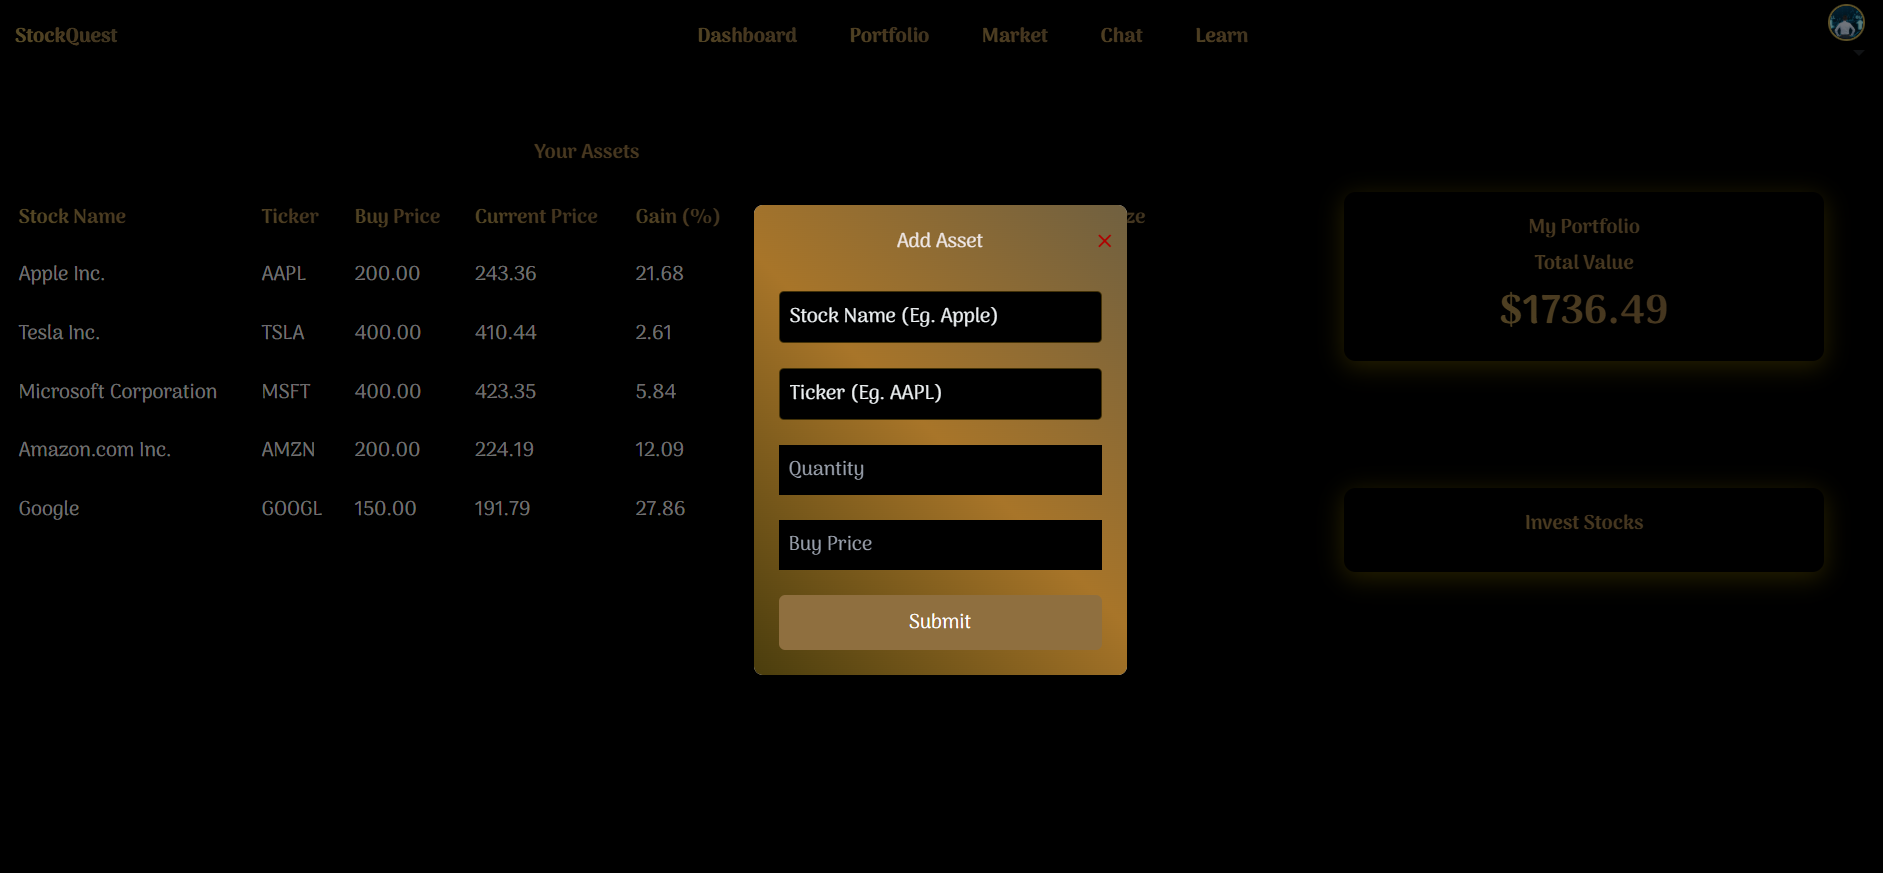 StockQuest Dashboard Portfolio Market Chat Learn
Your Assets
Stock Name Ticker Buy Price Current Price Gain (%)
Apple Inc. AAPL 200.00 243.36 21.68
Tesla Inc. TSLA 400.00 410.44 2.61
Microsoft Corporation MSFT 400.00 423.35 5.84
Amazon.com Inc. AMZN 200.00 224.19 12.09
Google GOOGL 150.00 191.79 27.86
Add Asset
Stock Name (Eg. Apple)
Ticker (Eg. AAPL)
Quantity
Buy Price
Submit
My Portfolio
Total Value
$1736.49
Invest Stocks